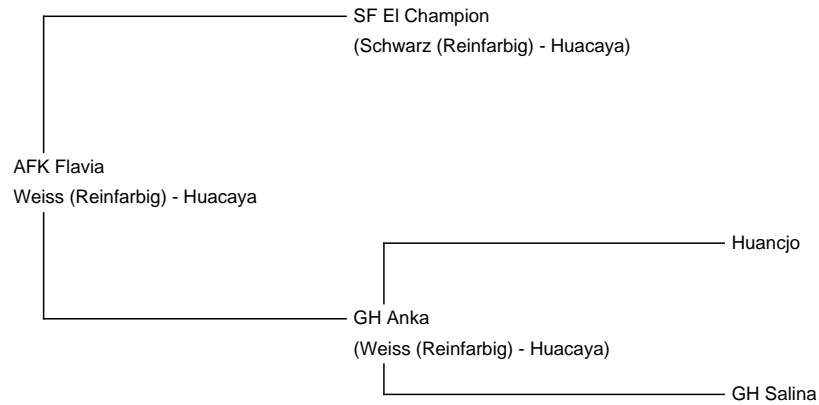 SF El Champion
(Schwarz (Reinfarbig) - Huacaya)
AFK Flavia
Weiss (Reinfarbig) - Huacaya
Huancjo
GH Anka
(Weiss (Reinfarbig) - Huacaya)
GH Salina